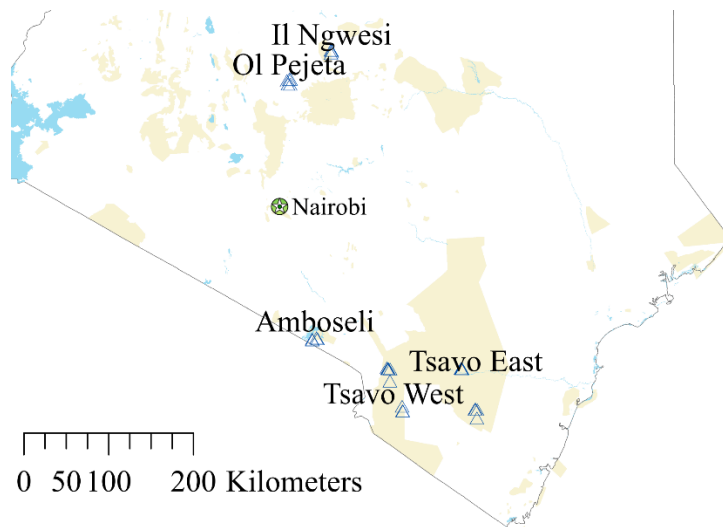 Il Ngwesi
Ol Pejeta
Nairobi
Amboseli
Tsavo East
Tsavo West
0 50 100 200 Kilometers